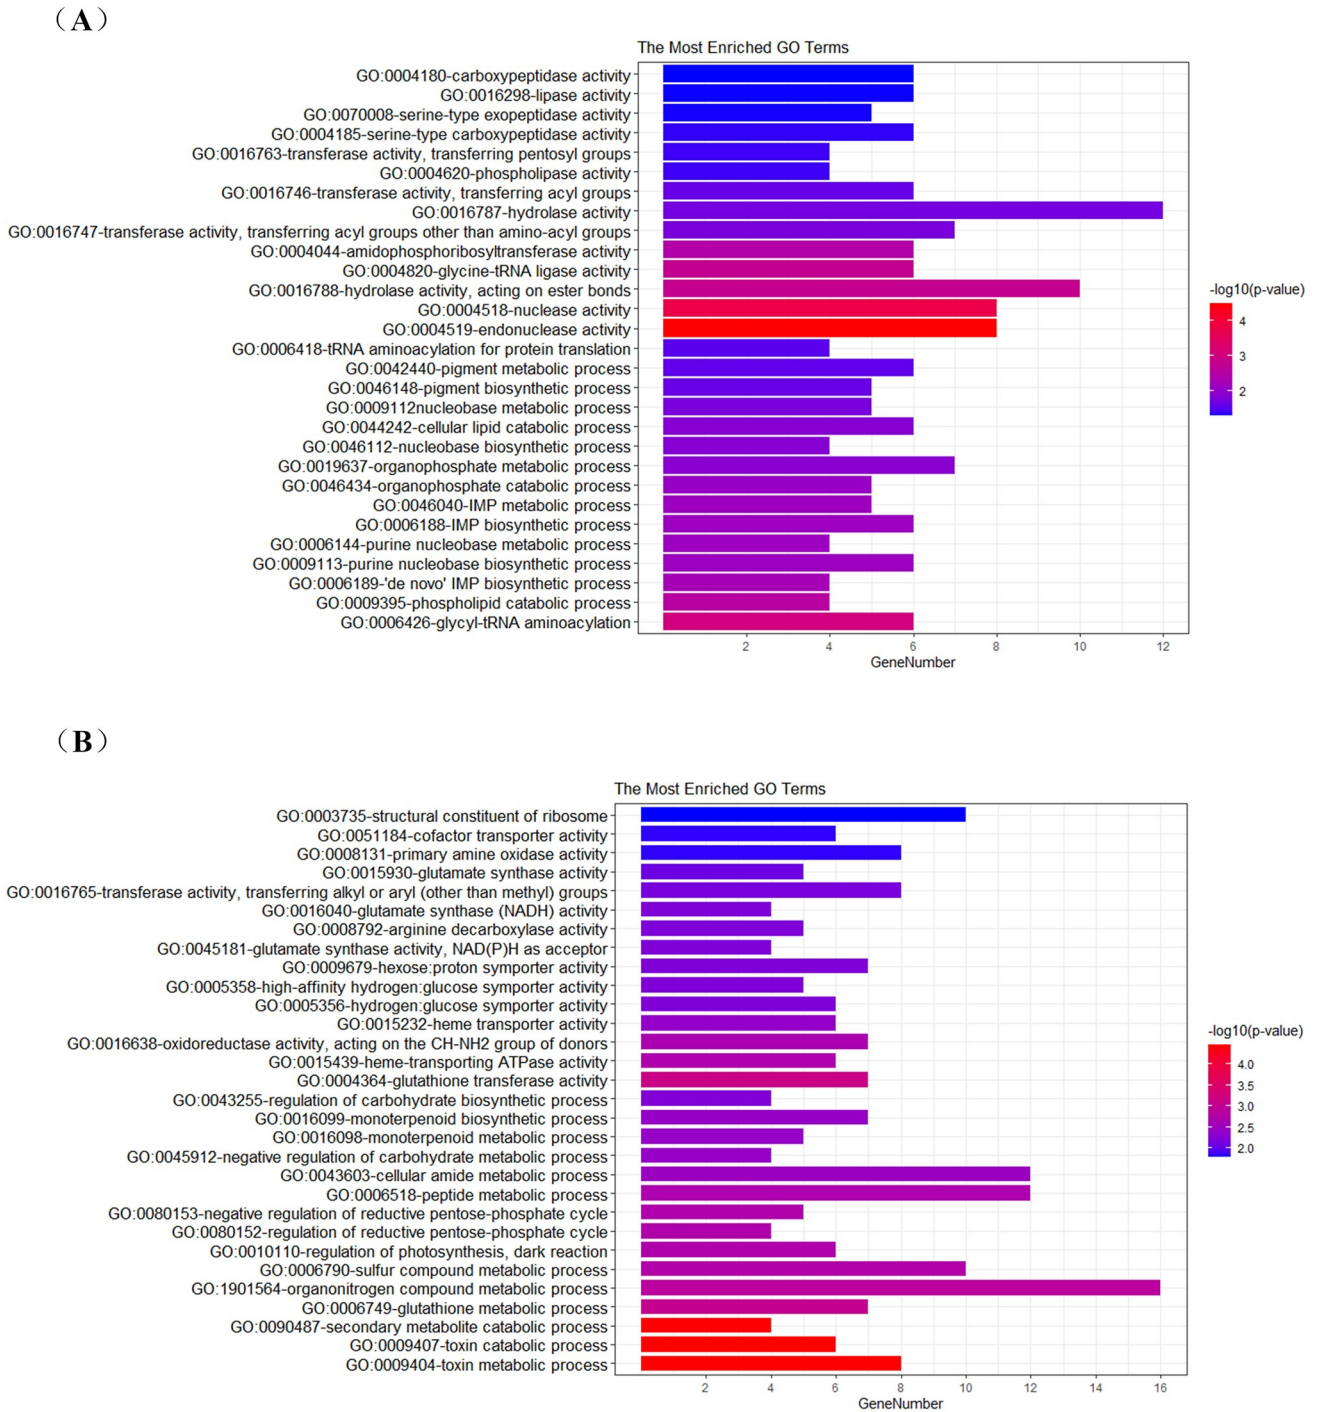 （A）
The Most Enriched GO Terms
GO:0004180-carboxypeptidase activity
GO:0016298-lipase activity
GO:0070008-serine-type exopeptidase activity
GO:0004185-serine-type carboxypeptidase activity
GO:0016763-transferase activity, transferring pentosyl groups
GO:0004620-phospholipase activity
GO:0016746-transferase activity, transferring acyl groups
GO:0016787-hydrolase activity
GO:0016747-transferase activity, transferring acyl groups other than amino-acyl groups
GO:0004044-amidophosphoribosyltransferase activity
GO:0004820-glycine-tRNA ligase activity
GO:0016788-hydrolase activity, acting on ester bonds
GO:0004518-nuclease activity
GO:0004519-endonuclease activity
GO:0006418-tRNA aminoacylation for protein translation
GO:0042440-pigment metabolic process
GO:0046148-pigment biosynthetic process
GO:0009112nucleobase metabolic process
GO:0044242-cellular lipid catabolic process
GO:0046112-nucleobase biosynthetic process
GO:0019637-organophosphate metabolic process
GO:0046434-organophosphate catabolic process
GO:0046040-IMP metabolic process
GO:0006188-IMP biosynthetic process
GO:0006144-purine nucleobase metabolic process
GO:0009113-purine nucleobase biosynthetic process
GO:0006189-'de novo' IMP biosynthetic process
GO:0009395-phospholipid catabolic process
GO:0006426-glycyl-tRNA aminoacylation
2 4 6 8 10 12
GeneNumber
-log10(p-value)
4
3
2
（B）
The Most Enriched GO Terms
GO:0003735-structural constituent of ribosome
GO:0051184-cofactor transporter activity
GO:0008131-primary amine oxidase activity
GO:0015930-glutamate synthase activity
GO:0016765-transferase activity, transferring alkyl or aryl (other than methyl) groups
GO:0016040-glutamate synthase (NADH) activity
GO:0008792-arginine decarboxylase activity
GO:0045181-glutamate synthase activity, NAD(P)H as acceptor
GO:0009679-hexose:proton symporter activity
GO:0005358-high-affinity hydrogen:glucose symporter activity
GO:0005356-hydrogen:glucose symporter activity
GO:0015232-heme transporter activity
GO:0016638-oxidoreductase activity, acting on the CH-NH2 group of donors
GO:0015439-heme-transporting ATPase activity
GO:0004364-glutathione transferase activity
GO:0043255-regulation of carbohydrate biosynthetic process
GO:0016099-monoterpenoid biosynthetic process
GO:0016098-monoterpenoid metabolic process
GO:0045912-negative regulation of carbohydrate metabolic process
GO:0043603-cellular amide metabolic process
GO:0006518-peptide metabolic process
GO:0080153-negative regulation of reductive pentose-phosphate cycle
GO:0080152-regulation of reductive pentose-phosphate cycle
GO:0010110-regulation of photosynthesis, dark reaction
GO:0006790-sulfur compound metabolic process
GO:1901564-organonitrogen compound metabolic process
GO:0006749-glutathione metabolic process
GO:0090487-secondary metabolite catabolic process
GO:0009407-toxin catabolic process
GO:0009404-toxin metabolic process
2 4 6 8 10 12 14 16
GeneNumber
-log10(p-value)
4.0
3.5
3.0
2.5
2.0